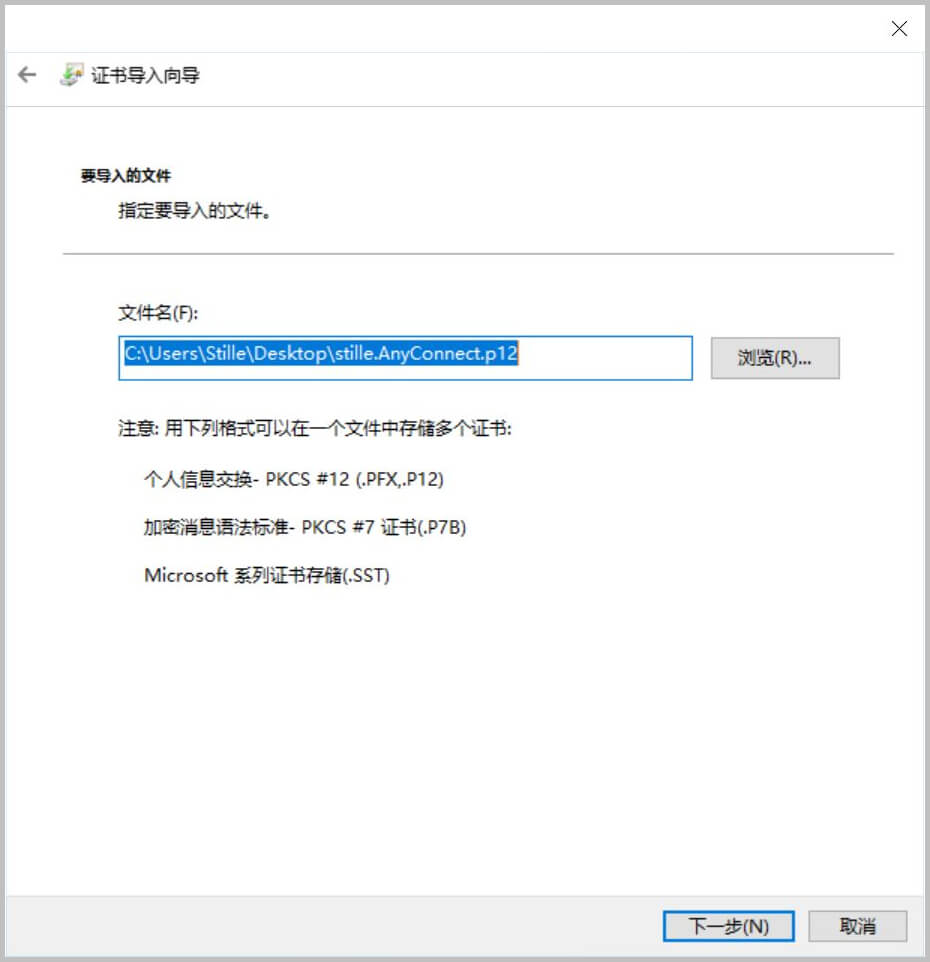 证书导入向导
要导入的文件
指定要导入的文件。
文件名(F):
C:\Users\Stille\Desktop\stille.AnyConnect.p12
浏览(R)...
注意: 用下列格式可以在一个文件中存储多个证书:
个人信息交换- PKCS #12 (.PFX,.P12)
加密消息语法标准- PKCS #7 证书(.P7B)
Microsoft 系列证书存储(.SST)
下一步(N)
取消